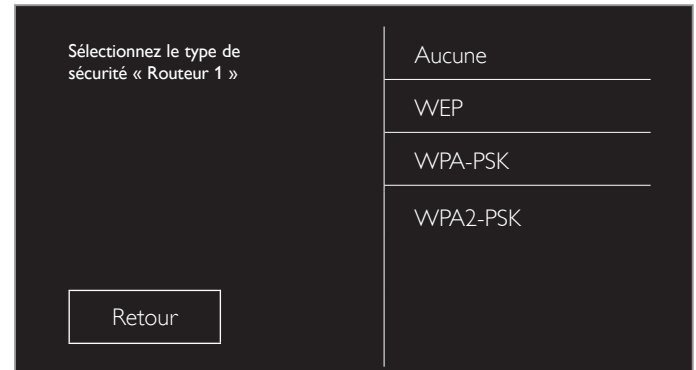 Sélectionnez le type de
sécurité « Routeur 1 »
Aucune
WEP
WPA-PSK
WPA2-PSK
Retour